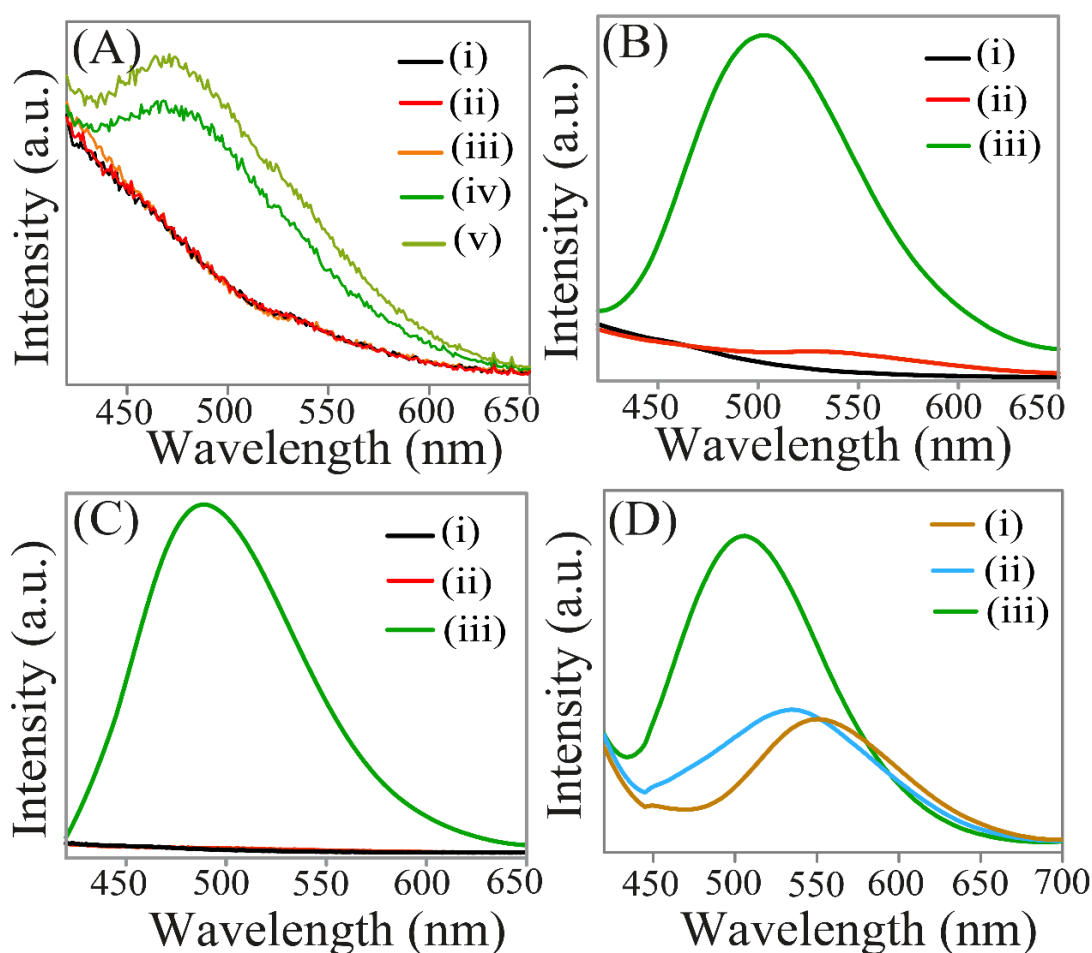 (A)
(i)
(ii)
(iii)
(iv)
(v)
Intensity (a.u.)
450 500 550 600 650
Wavelength (nm)
(B)
(i)
(ii)
(iii)
Intensity (a.u.)
450 500 550 600 650
Wavelength (nm)
(C)
(i)
(ii)
(iii)
Intensity (a.u.)
450 500 550 600 650
Wavelength (nm)
(D)
(i)
(ii)
(iii)
Intensity (a.u.)
450 500 550 600 650 700
Wavelength (nm)